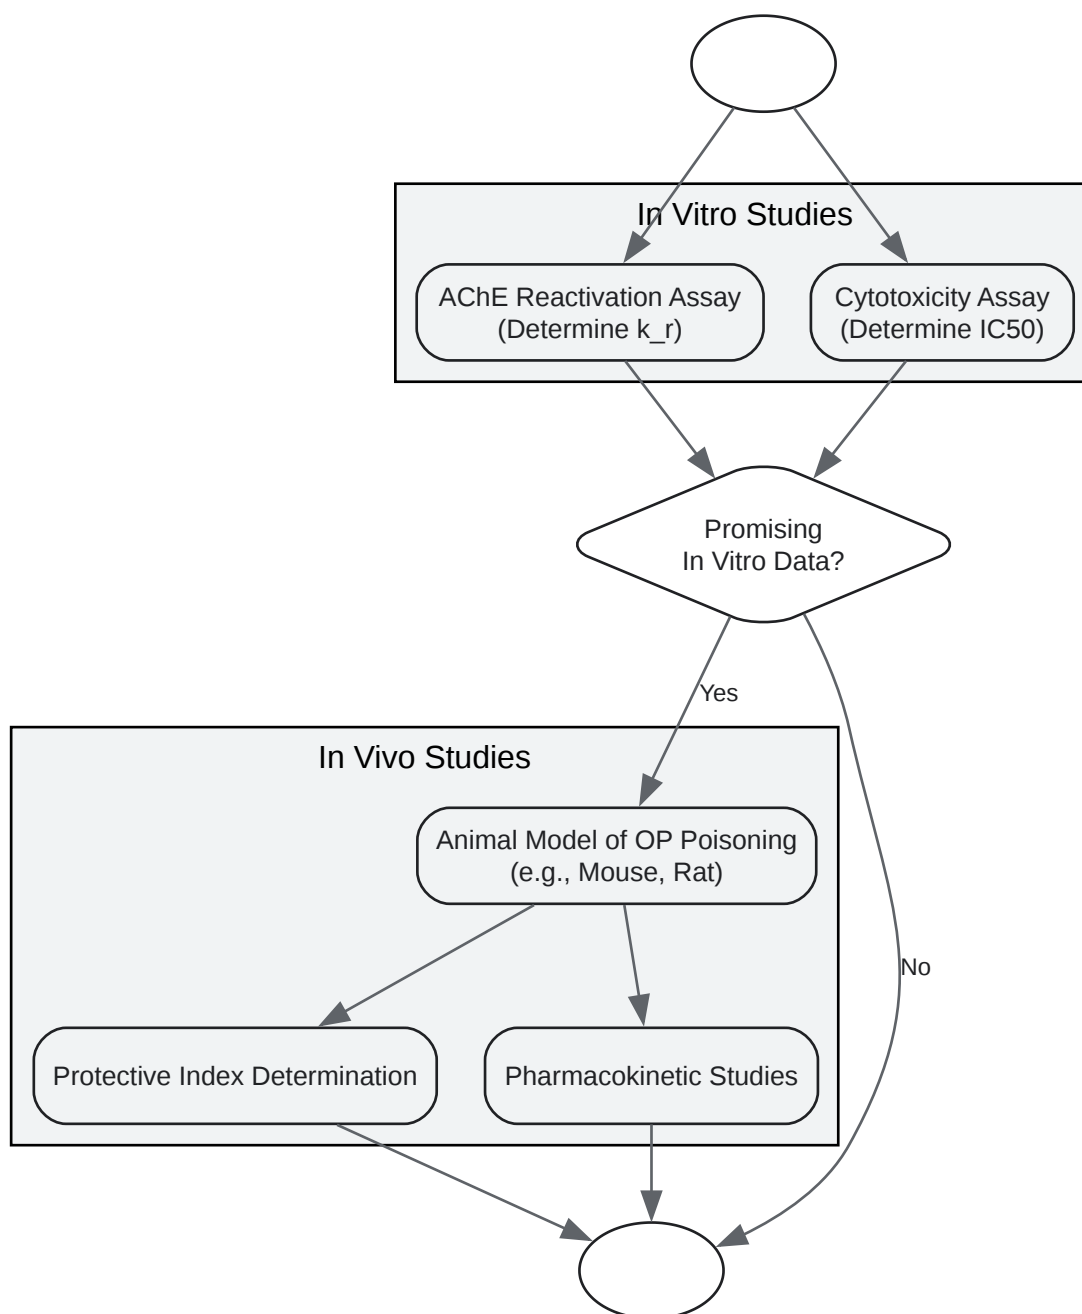 In Vitro Studies
AChE Reactivation Assay
(Determine k_r)
Cytotoxicity Assay
(Determine IC50)
Promising
In Vitro Data?
Yes
In Vivo Studies
Animal Model of OP Poisoning
(e.g., Mouse, Rat)
No
Protective Index Determination
Pharmacokinetic Studies